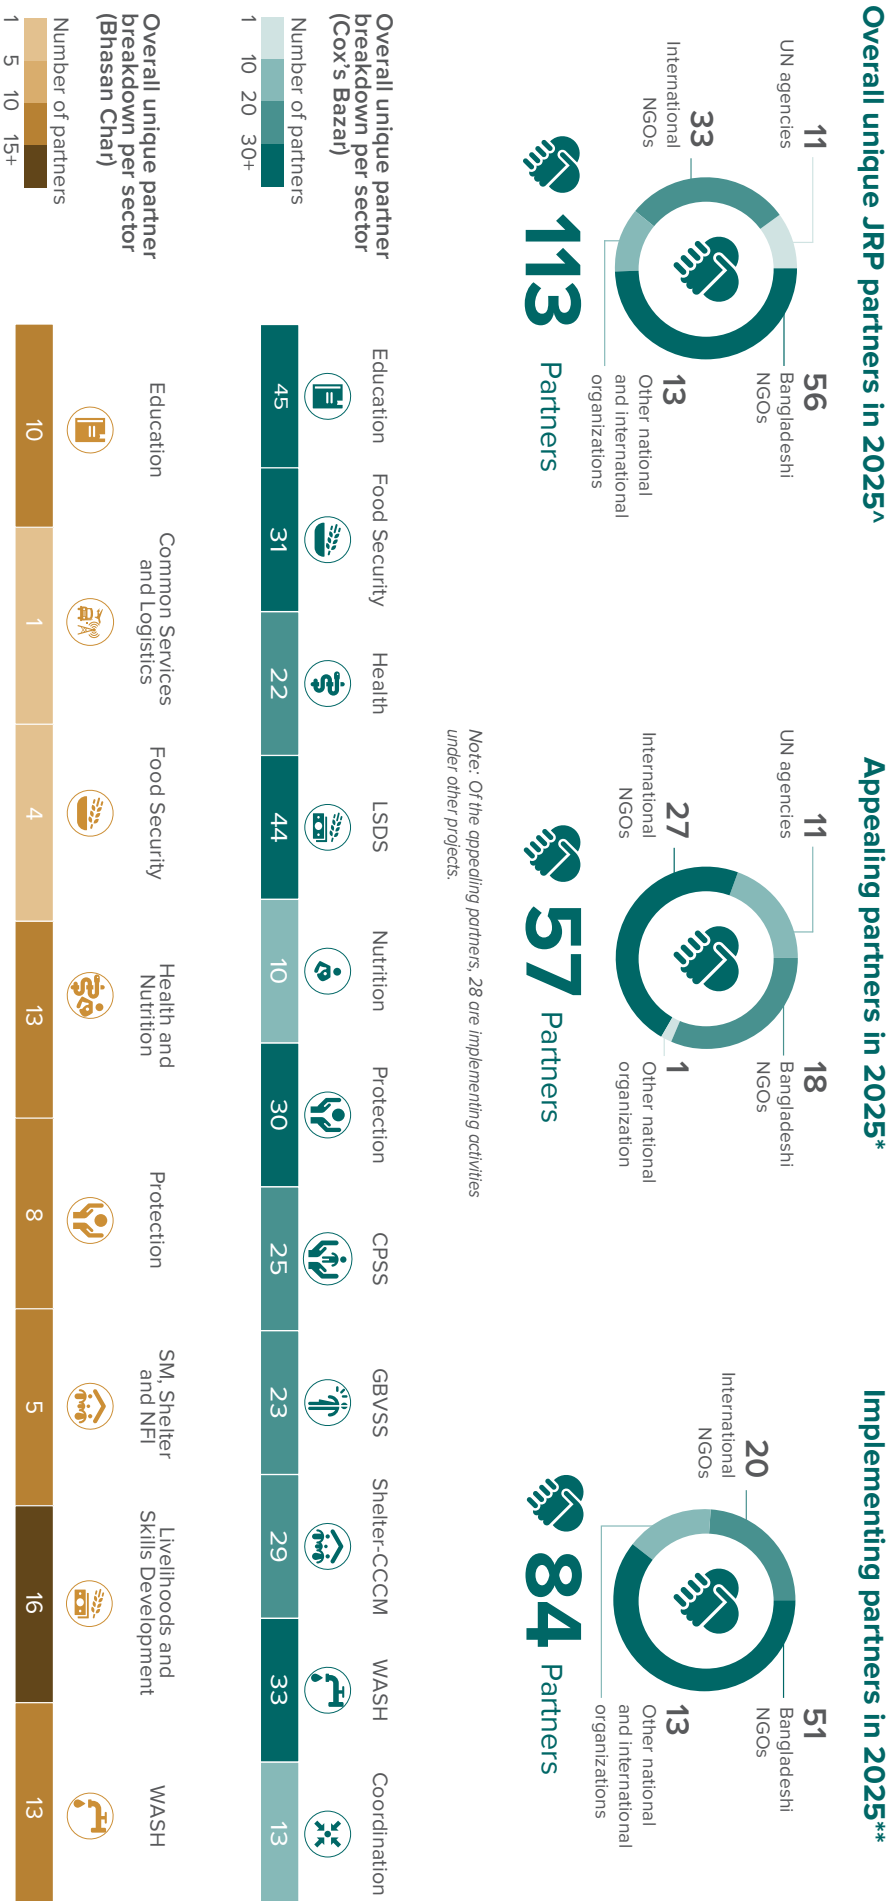 Overall unique JRP partners in 2025^
11
UN agencies
33
International
NGOs
56
Bangladeshi
NGOs
13
Other national
and international
organizations
113 Partners
Appealing partners in 2025*
11
UN agencies
27
International
NGOs
18
Bangladeshi
NGOs
1
Other national
organization
57 Partners
Note: Of the appealing partners, 28 are implementing activities
under other projects.
Implementing partners in 2025**
20
International
NGOs
51
Bangladeshi
NGOs
13
Other national
and international
organizations
84 Partners
Overall unique partner
breakdown per sector
(Cox's Bazar)
Number of partners
1 10 20 30+
Education
45
Food Security
31
Health
22
LSDS
44
Nutrition
10
Protection
30
CPSS
25
GBVSS
23
Shelter-CCCM
29
WASH
33
Coordination
13
Overall unique partner
breakdown per sector
(Bhasan Char)
Number of partners
1 5 10 15+
Education
10
Common Services
and Logistics
1
Food Security
4
Health and
Nutrition
13
Protection
8
SM, Shelter
and NFI
5
Livelihoods and
Skills Development
16
WASH
13